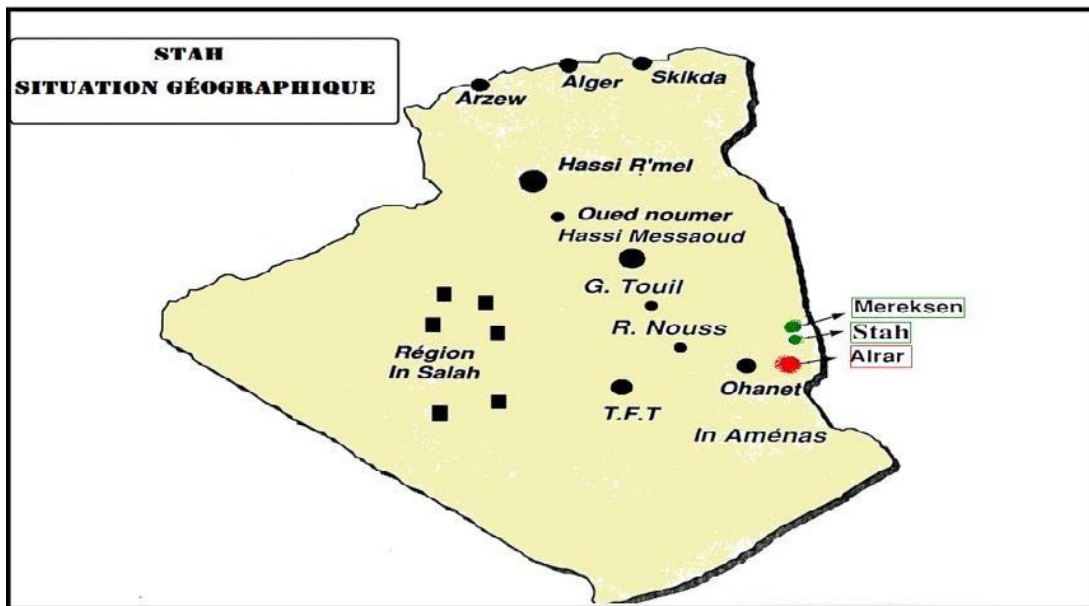 STAH
SITUATION GÉOGRAPHIQUE
Arzew
Alger
Skikda
Hassi R'mel
Oued noumer
Hassi Messaoud
G. Touil
R. Nouss
Région
In Salah
T.F.T
Ohanet
In Aménas
Mereksen
Stah
Alrar